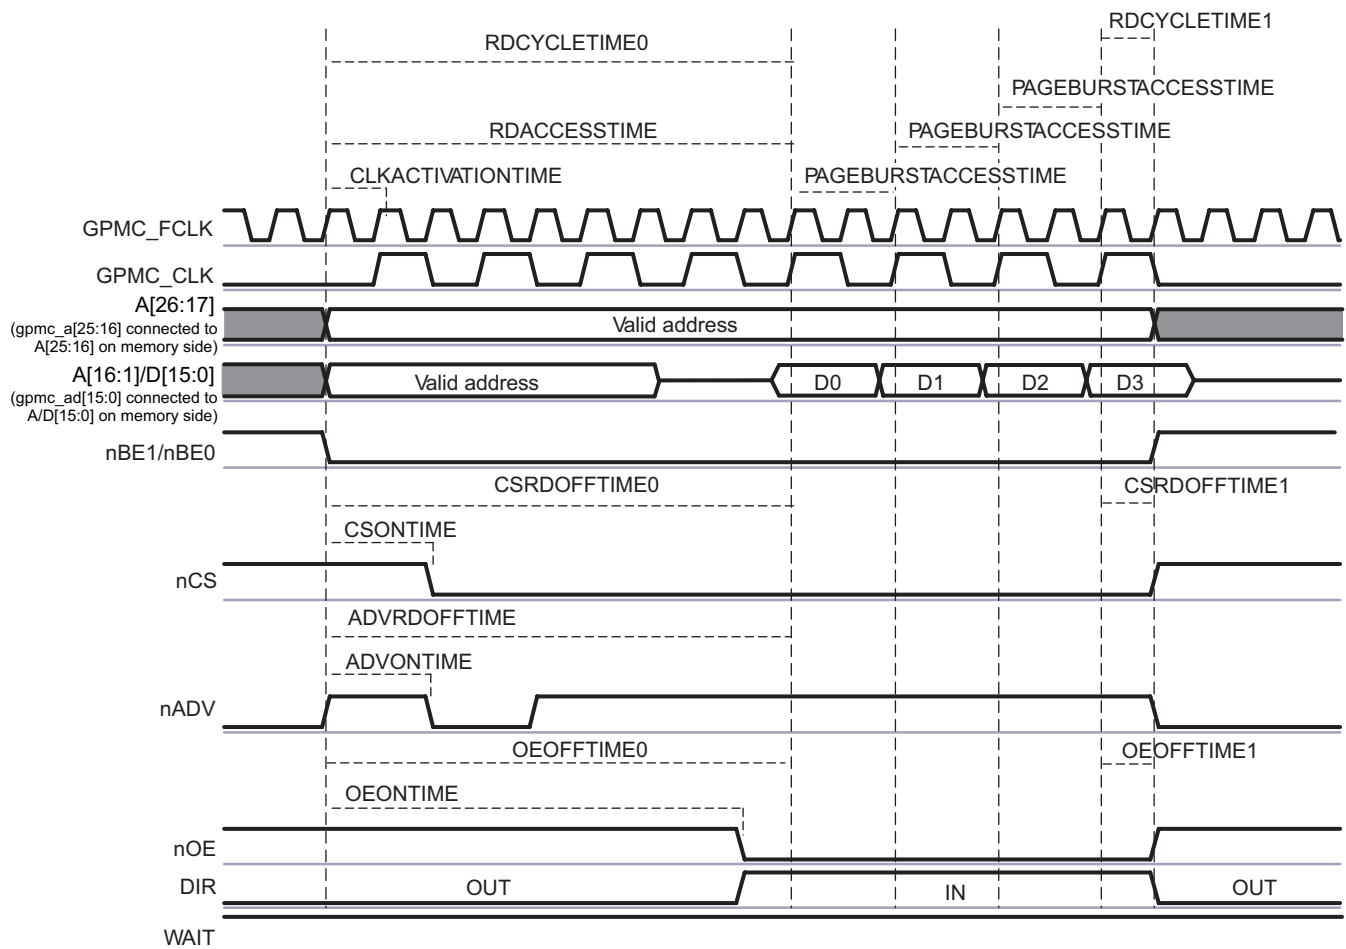 RDCYCLETIME1
RDCYCLETIME0
PAGEBURSTACCESSTIME
RDACCESSTIME
PAGEBURSTACCESSTIME
CLKACTIVATIONTIME
PAGEBURSTACCESSTIME
GPMC_FCLK
GPMC_CLK
A[26:17]
(gpmc_a[25:16] connected to
A[25:16] on memory side)
Valid address
A[16:1]/D[15:0]
(gpmc_ad[15:0] connected to
A/D[15:0] on memory side)
Valid address
D0
D1
D2
D3
nBE1/nBE0
CSRDOFFTIME0
CSRDOFFTIME1
CSONTIME
nCS
ADVRDOFFTIME
ADVONTIME
nADV
OEOFFTIME0
OEOFFTIME1
OEONTIME
nOE
DIR
OUT
IN
OUT
WAIT